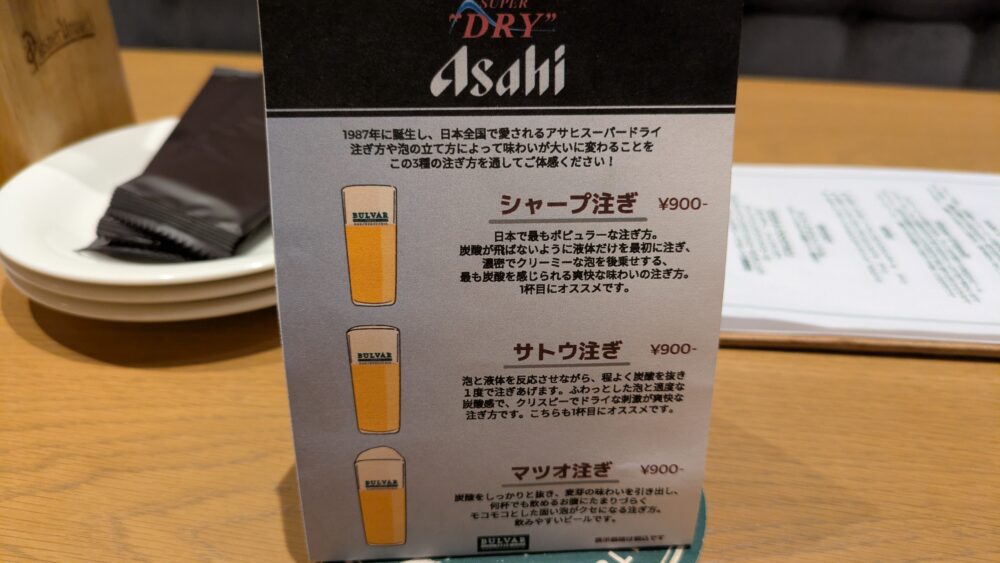 SUPER
"DRY"
Asahi
1987年に誕生し、日本全国で愛されるアサヒスーパードライ
注ぎ方や泡の立て方によって味わいが大いに変わることを
この3種の注ぎ方を通してご体感ください！
BULVAR
シャープ注ぎ ¥900-
日本で最もポピュラーな注ぎ方。
炭酸が飛ばないように液体だけを最初に注ぎ、
濃密でクリーミーな泡を後乗せする、
最も炭酸を感じられる爽快な味わいの注ぎ方。
1杯目にオススメです。
BULVAR
サトウ注ぎ ¥900-
泡と液体を反応させながら、程よく炭酸を抜き
１度で注ぎあげます。ふわっとした泡と適度な
炭酸感で、クリスピーでドライな刺激が爽快な
注ぎ方です。こちらも1杯目にオススメです。
BULVAR
マツオ注ぎ ¥900-
炭酸をしっかりと抜き、麦芽の味わいを引き出し、
何杯でも飲めるお腹にたまりづらく
モコモコとした固い泡がクセになる注ぎ方。
飲みやすいビールです。
BULVAR